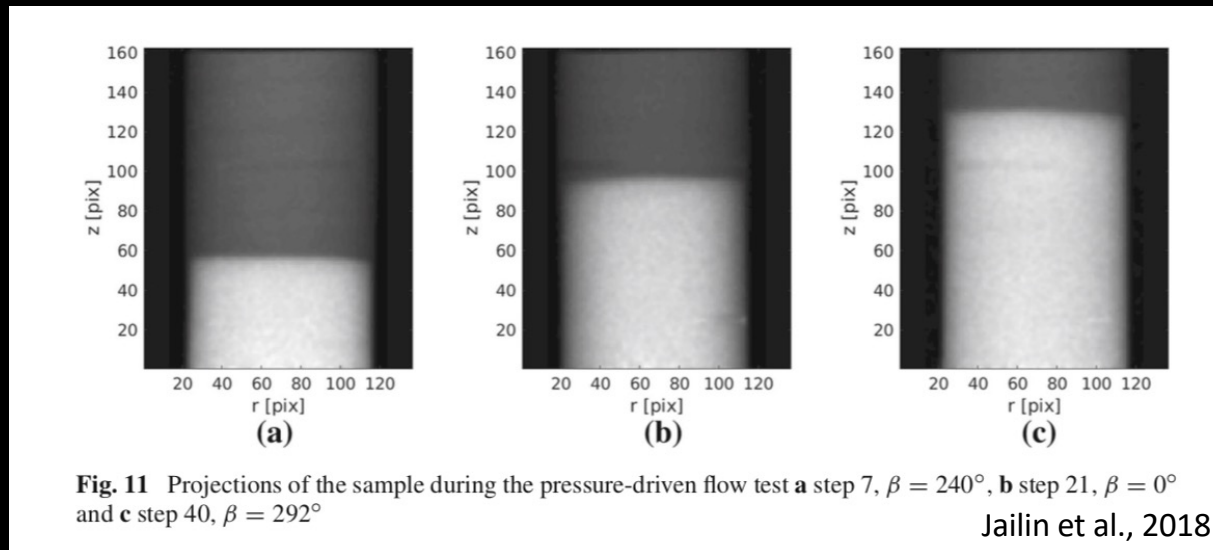 160
140
120
100
80
60
40
20
z [pix]
20 40 60 80 100 120
r [pix]
(a)
160
140
120
100
80
60
40
20
z [pix]
20 40 60 80 100 120
r [pix]
(b)
160
140
120
100
80
60
40
20
z [pix]
20 40 60 80 100 120
r [pix]
(c)
Fig. 11 Projections of the sample during the pressure-driven flow test a step 7, β = 240°, b step 21, β = 0°
and c step 40, β = 292°
Jailin et al., 2018